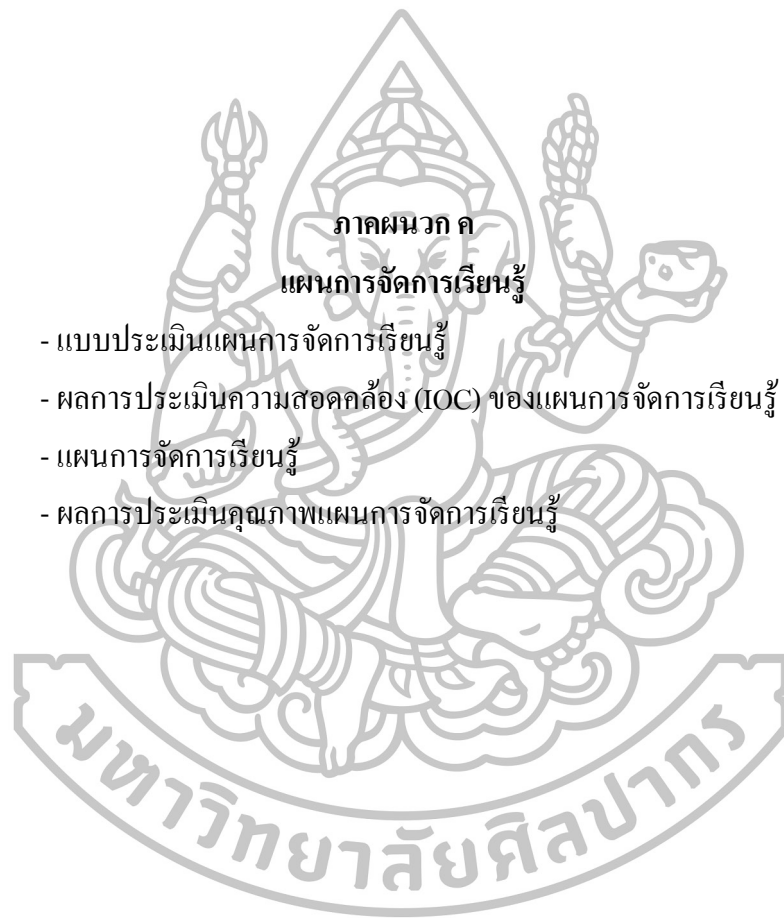 ภาคผนวก ค
แผนการจัดการเรียนรู้
- แบบประเมินแผนการจัดการเรียนรู้
- ผลการประเมินความสอดคล้อง (IOC) ของแผนการจัดการเรียนรู้
- แผนการจัดการเรียนรู้
- ผลการประเมินคุณภาพแผนการจัดการเรียนรู้
มหาวิทยาลัยศิลปากร